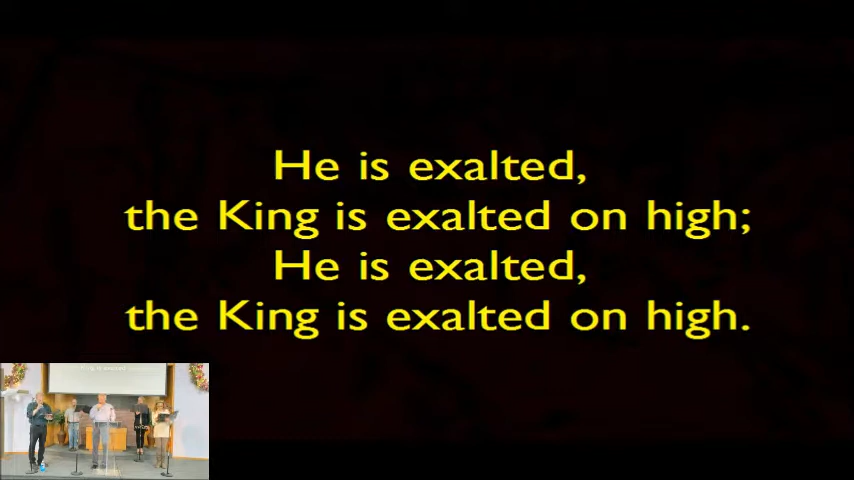 He is exalted,
the King is exalted on high;
He is exalted,
the King is exalted on high.